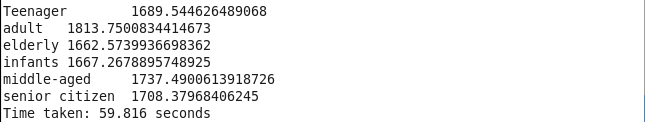 Teenager 1689.544626489068
adult 1813.7500834414673
elderly 1662.5739936698362
infants 1667.2678895748925
middle-aged 1737.4900613918726
senior citizen 1708.37968406245
Time taken: 59.816 seconds